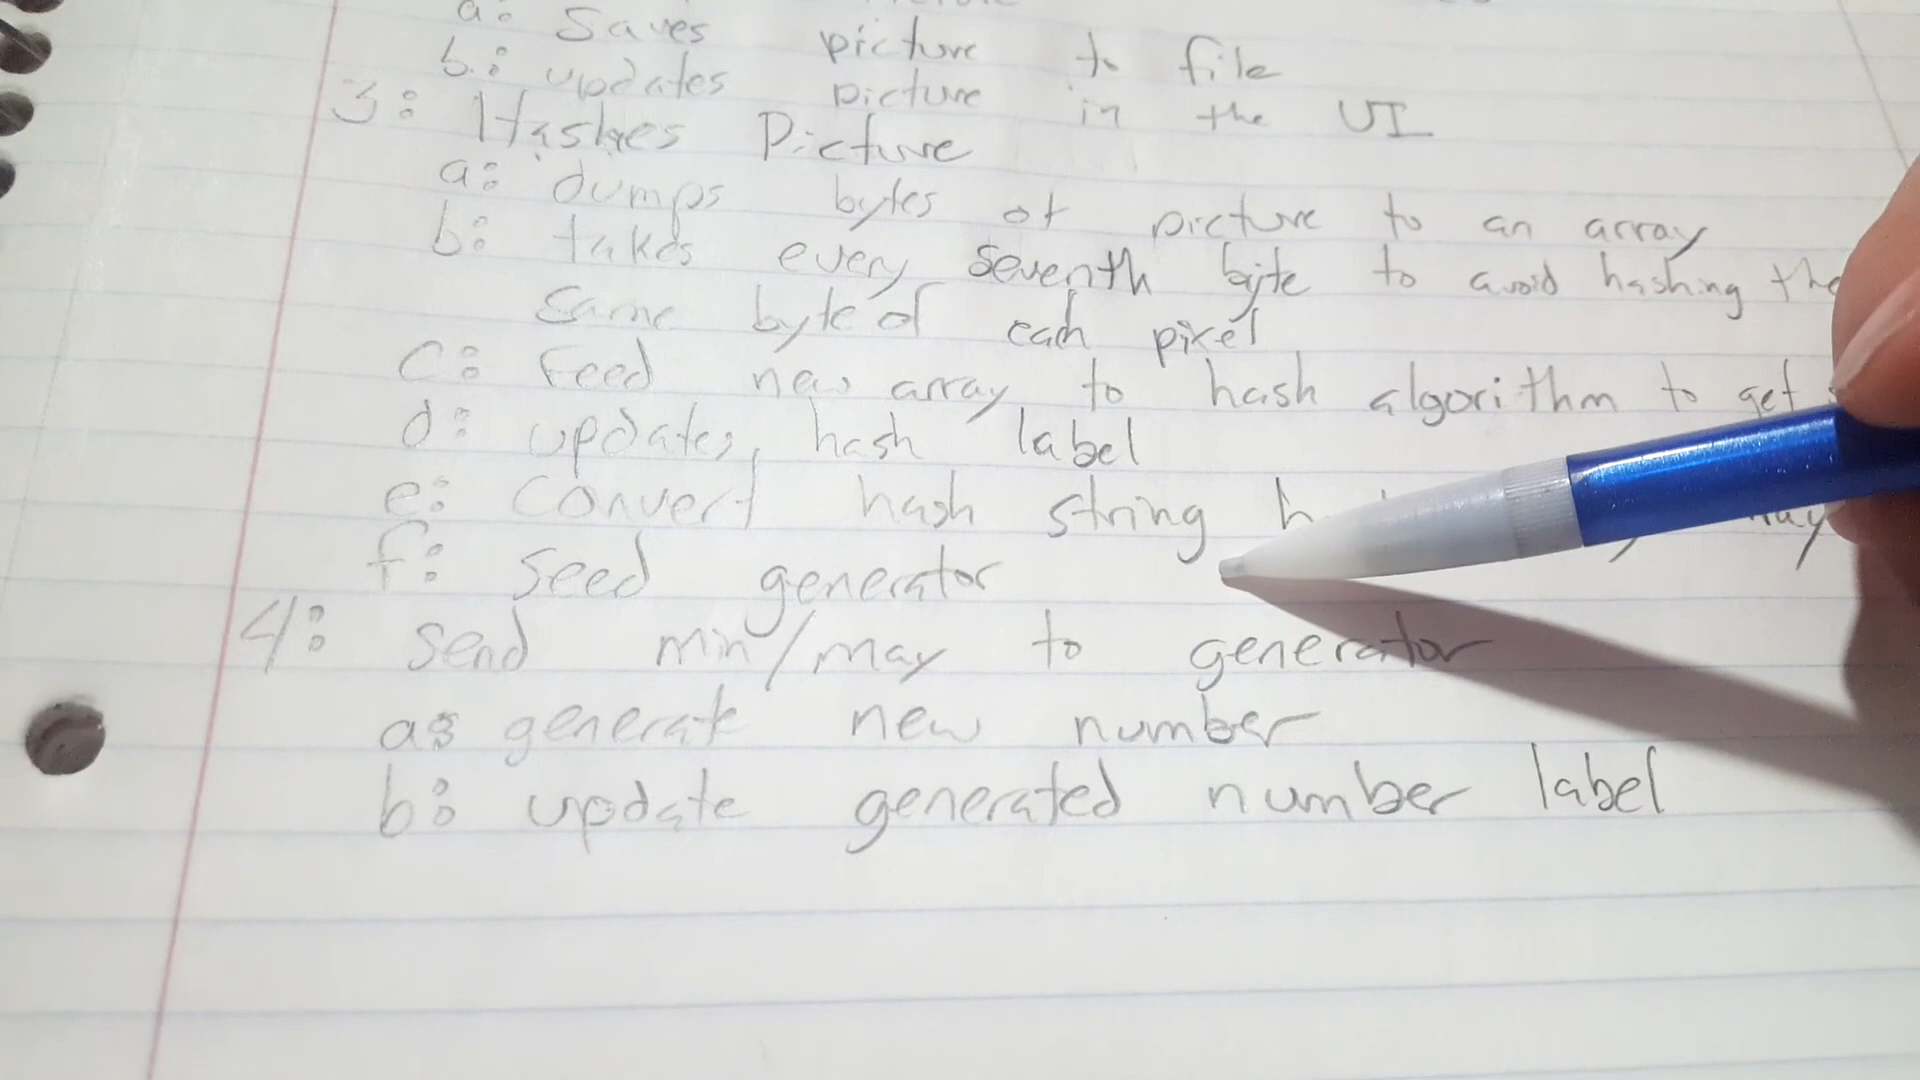 a: Saves picture to file
b: updates picture in the UI
3: Hashes Picture
a: dumps bytes of picture to an array
b: takes every seventh byte to avoid hashing the
same byte of each pixel
c: Feed new array to hash algorithm to get
d: updates hash label
e: convert hash string
f: seed generator
4: send min/may to generator
a: generate new number
b: update generated number label